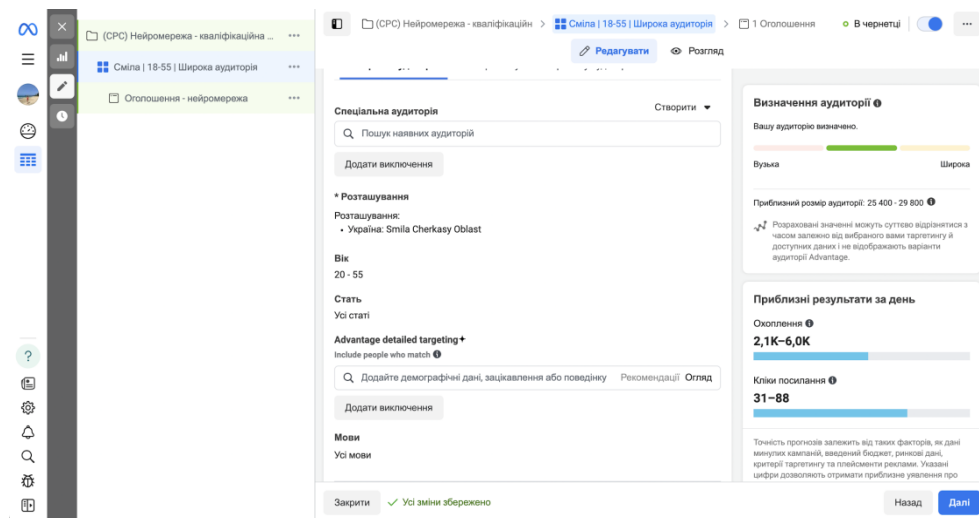 (CPC) Нейромережа - кваліфікаційна ...
Сміла | 18-55 | Широка аудиторія
Оголошення - нейромережа
(CPC) Нейромережа - кваліфікаційн > Сміла | 18-55 | Широка аудиторія > 1 Оголошення
В чернетці
Редагувати
Розгляд
Спеціальна аудиторія
Створити
Пошук наявних аудиторій
Додати виключення
* Розташування
Розташування:
• Україна: Smila Cherkasy Oblast
Вік
20 - 55
Стать
Усі статі
Advantage detailed targeting+
Include people who match
Додайте демографічні дані, зацікавлення або поведінку Рекомендації Огляд
Додати виключення
Мови
Усі мови
Закрити
Усі зміни збережено
Назад
Далі
Визначення аудиторії
Вашу аудиторію визначено.
Вузька
Широка
Приблизний розмір аудиторії: 25 400 - 29 800
Розраховані значенні можуть суттєво відрізнятися з
часом залежно від вибраного вами таргетингу й
доступних даних і не відображають варіанти
аудиторії Advantage.
Приблизні результати за день
Охоплення
2,1K–6,0K
Кліки посилання
31–88
Точність прогнозів залежить від таких факторів, як дані
минулих кампаній, введений бюджет, ринкові дані,
критерії таргетингу та плейсменти реклами. Указані
цифри дозволяють отримати приблизне уявлення про